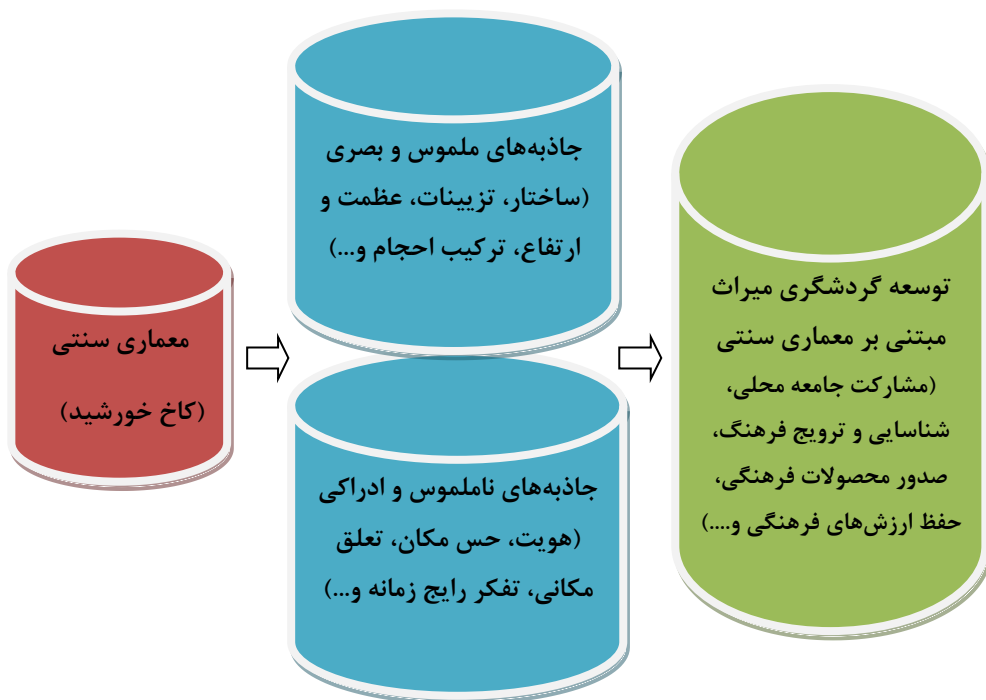 معماری سنتی
(کاخ خورشید)
جاذبه‌های ملموس و بصری
(ساختار، تزیینات، عظمت و
ارتفاع، ترکیب احجام و...)
جاذبه‌های ناملموس و ادراکی
(هویت، حس مکان، تعلق
مکانی، تفکر رایج زمانه و...)
توسعه گردشگری میراث
مبتنی بر معماری سنتی
(مشارکت جامعه محلی،
شناسایی و ترویج فرهنگ،
صدور محصولات فرهنگی،
حفظ ارزش‌های فرهنگی و....)